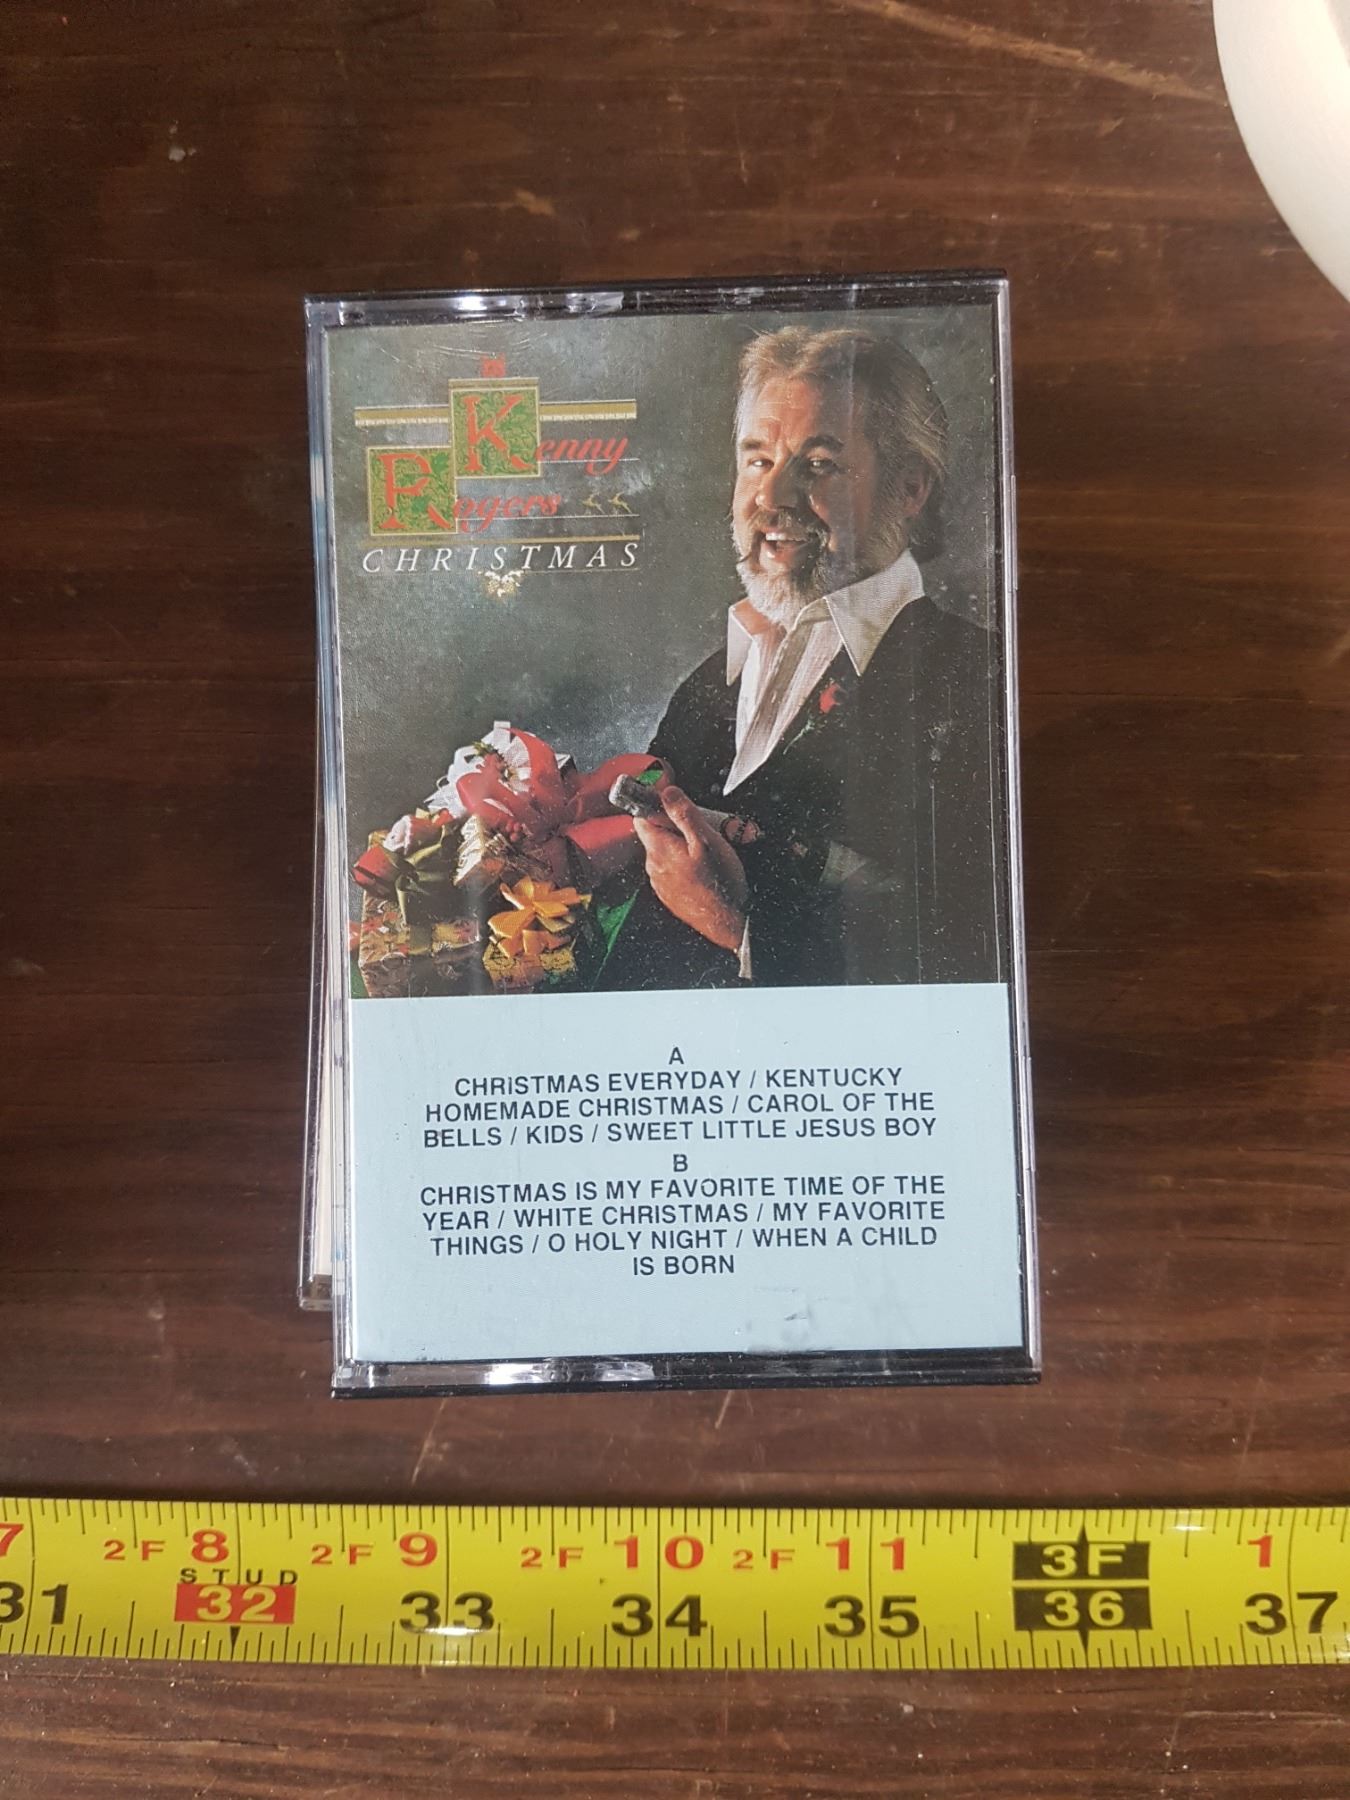 Kenny
Rogers
CHRISTMAS
A
CHRISTMAS EVERYDAY / KENTUCKY
HOMEMADE CHRISTMAS / CAROL OF THE
BELLS / KIDS / SWEET LITTLE JESUS BOY
B
CHRISTMAS IS MY FAVORITE TIME OF THE
YEAR / WHITE CHRISTMAS / MY FAVORITE
THINGS / O HOLY NIGHT / WHEN A CHILD
IS BORN
7 2F 8 2F 9 2F 10 2F 11 3F 1
STUD
31 32 33 34 35 36 37